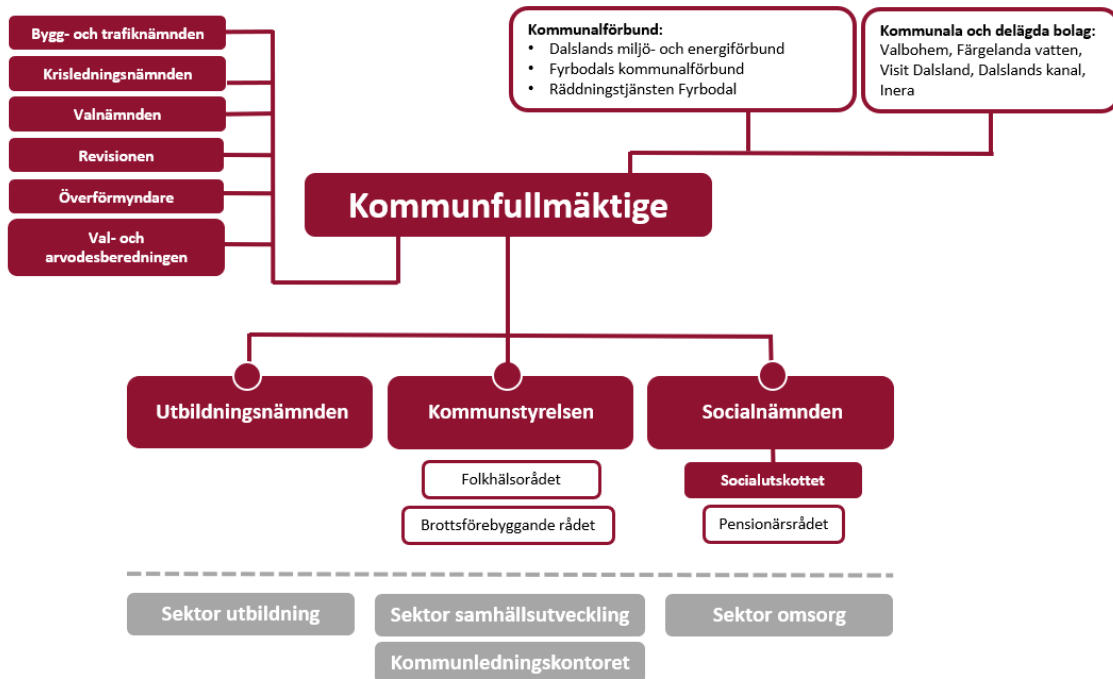 Bygg- och trafiknämnden
Krisledningsnämnden
Valnämnden
Revisionen
Överförmyndare
Val- och
arvodesberedningen
Kommunalförbund:
• Dalslands miljö- och energiförbund
• Fyrbodals kommunalförbund
• Räddningstjänsten Fyrbodal
Kommunala och delägda bolag:
Valbohem, Färgelanda vatten,
Visit Dalsland, Dalslands kanal,
Inera
Kommunfullmäktige
Utbildningsnämnden
Kommunstyrelsen
Socialnämnden
Folkhälsorådet
Brottsförebyggande rådet
Socialutskottet
Pensionärsrådet
Sektor utbildning
Sektor samhällsutveckling
Sektor omsorg
Kommunledningskontoret